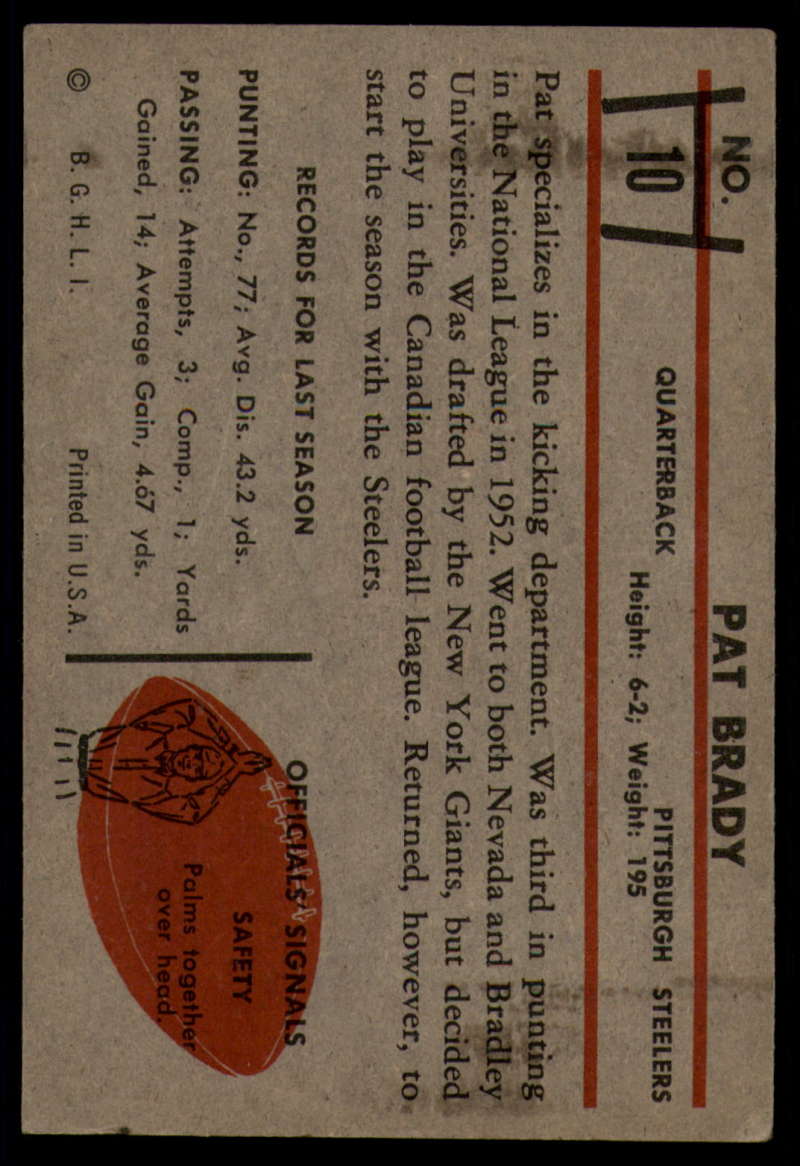 NO. 10
PAT BRADY
QUARTERBACK PITTSBURGH STEELERS
Height: 6-2; Weight: 195
Pat specializes in the kicking department. Was third in punting
in the National League in 1952. Went to both Nevada and Bradley
Universities. Was drafted by the New York Giants, but decided
to play in the Canadian football league. Returned, however, to
start the season with the Steelers.
RECORDS FOR LAST SEASON
PUNTING: No., 77; Avg. Dis. 43.2 yds.
PASSING: Attempts, 3; Comp., 1; Yards
Gained, 14; Average Gain, 4.67 yds.
© B. G. H. L. I. Printed in U.S.A.
OFFICIALS' SIGNALS
SAFETY
Palms together
over head.